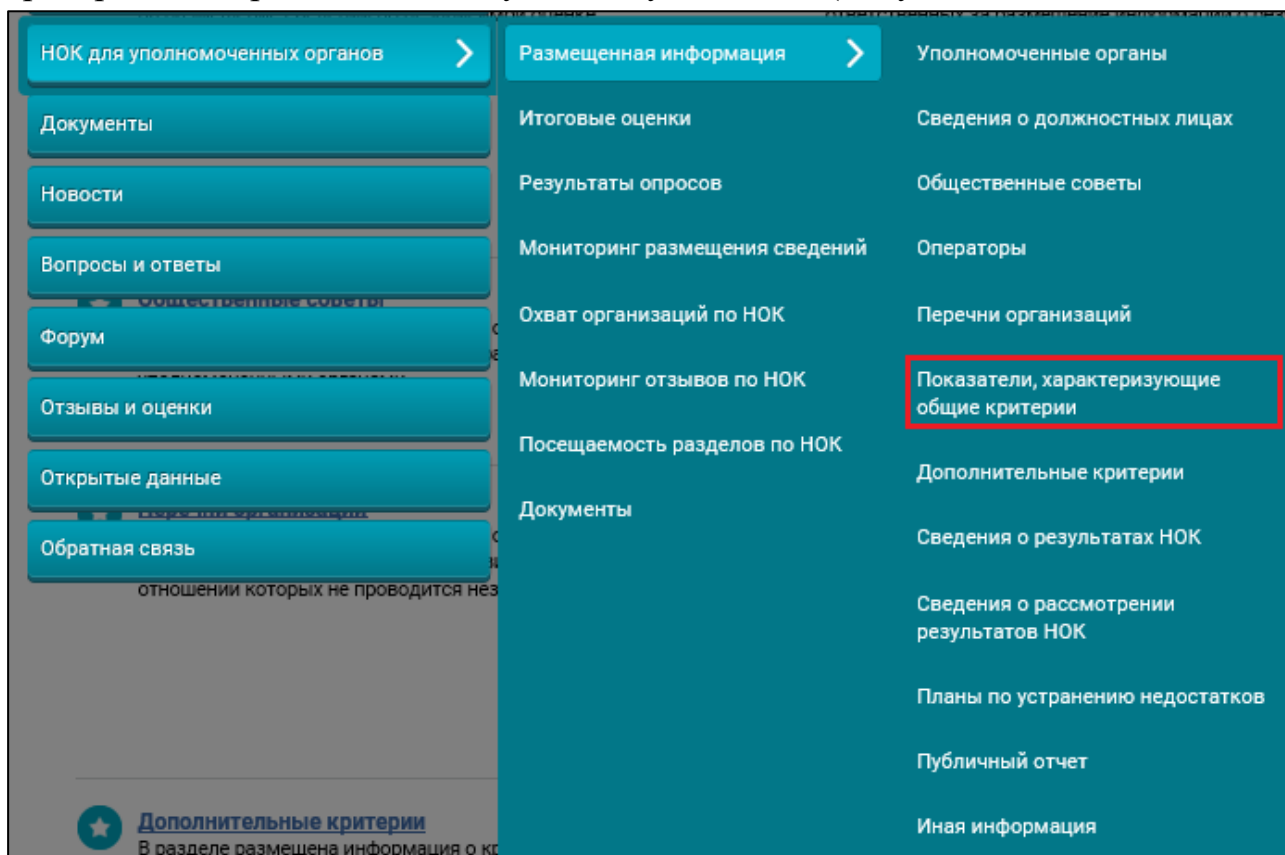 НОК для уполномоченных органов
Документы
Новости
Вопросы и ответы
Общественные советы
Форум
Отзывы и оценки
Открытые данные
Обратная связь
отношении которых не проводится нез
Дополнительные критерии
В разделе размещена информация о кр
Размещенная информация
Итоговые оценки
Результаты опросов
Мониторинг размещения сведений
Охват организаций по НОК
Мониторинг отзывов по НОК
Посещаемость разделов по НОК
Документы
Уполномоченные органы
Сведения о должностных лицах
Общественные советы
Операторы
Перечни организаций
Показатели, характеризующие
общие критерии
Дополнительные критерии
Сведения о результатах НОК
Сведения о рассмотрении
результатов НОК
Планы по устранению недостатков
Публичный отчет
Иная информация